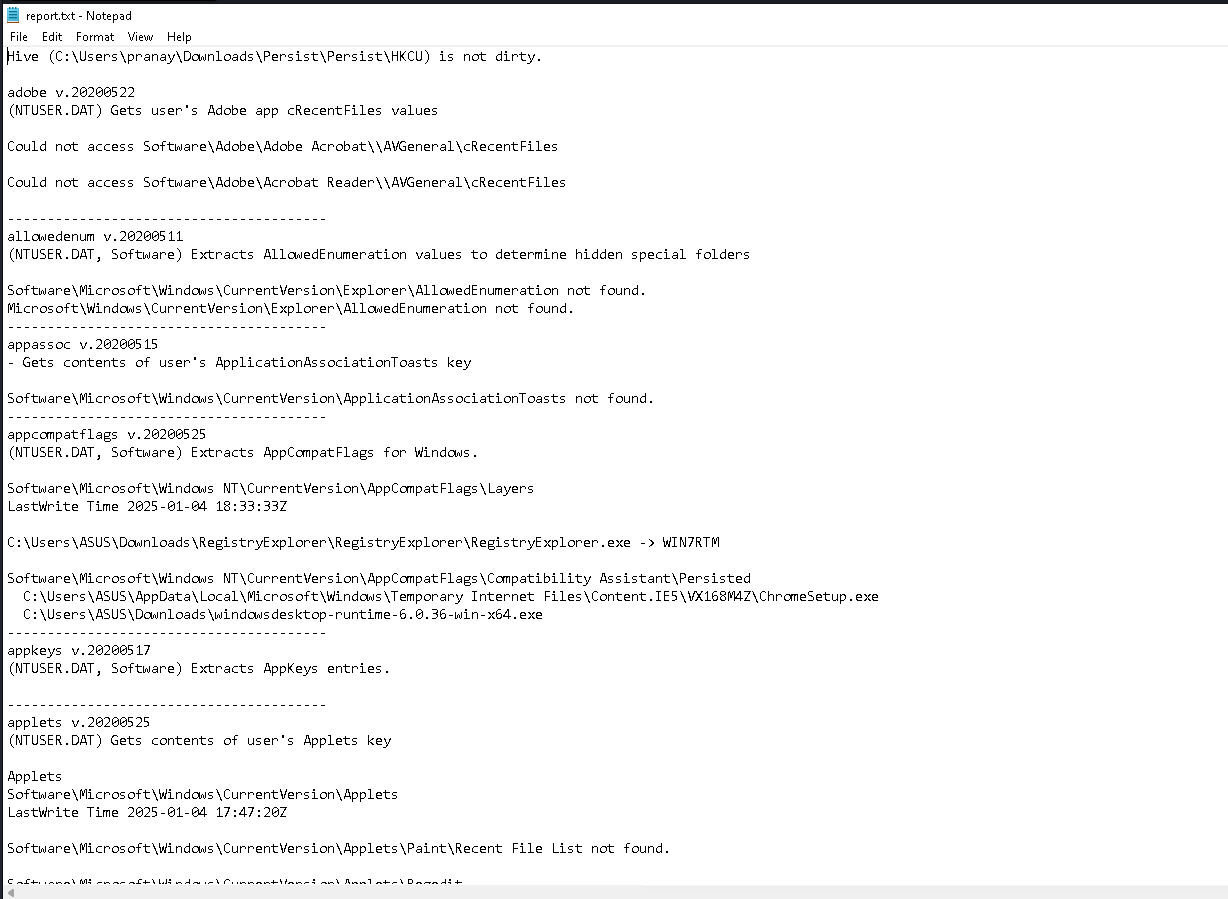 report.txt - Notepad
File Edit Format View Help
Hive (C:\Users\pranay\Downloads\Persist\Persist\HKCU) is not dirty.
adobe v.20200522
(NTUSER.DAT) Gets user's Adobe app cRecentFiles values
Could not access Software\Adobe\Adobe Acrobat\\AVGeneral\cRecentFiles
Could not access Software\Adobe\Acrobat Reader\\AVGeneral\cRecentFiles
----------------------------------------
allowedenum v.20200511
(NTUSER.DAT, Software) Extracts AllowedEnumeration values to determine hidden special folders
Software\Microsoft\Windows\CurrentVersion\Explorer\AllowedEnumeration not found.
Microsoft\Windows\CurrentVersion\Explorer\AllowedEnumeration not found.
----------------------------------------
appassoc v.20200515
- Gets contents of user's ApplicationAssociationToasts key
Software\Microsoft\Windows\CurrentVersion\ApplicationAssociationToasts not found.
----------------------------------------
appcompatflags v.20200525
(NTUSER.DAT, Software) Extracts AppCompatFlags for Windows.
Software\Microsoft\Windows NT\CurrentVersion\AppCompatFlags\Layers
LastWrite Time 2025-01-04 18:33:33Z
C:\Users\ASUS\Downloads\RegistryExplorer\RegistryExplorer\RegistryExplorer.exe -> WIN7RTM
Software\Microsoft\Windows NT\CurrentVersion\AppCompatFlags\Compatibility Assistant\Persisted
C:\Users\ASUS\AppData\Local\Microsoft\Windows\Temporary Internet Files\Content.IE5\VX168M4Z\ChromeSetup.exe
C:\Users\ASUS\Downloads\windowsdesktop-runtime-6.0.36-win-x64.exe
----------------------------------------
appkeys v.20200517
(NTUSER.DAT, Software) Extracts AppKeys entries.
----------------------------------------
applets v.20200525
(NTUSER.DAT) Gets contents of user's Applets key
Applets
Software\Microsoft\Windows\CurrentVersion\Applets
LastWrite Time 2025-01-04 17:47:20Z
Software\Microsoft\Windows\CurrentVersion\Applets\Paint\Recent File List not found.
Software\Microsoft\Windows\CurrentVersion\Applets\Regedit